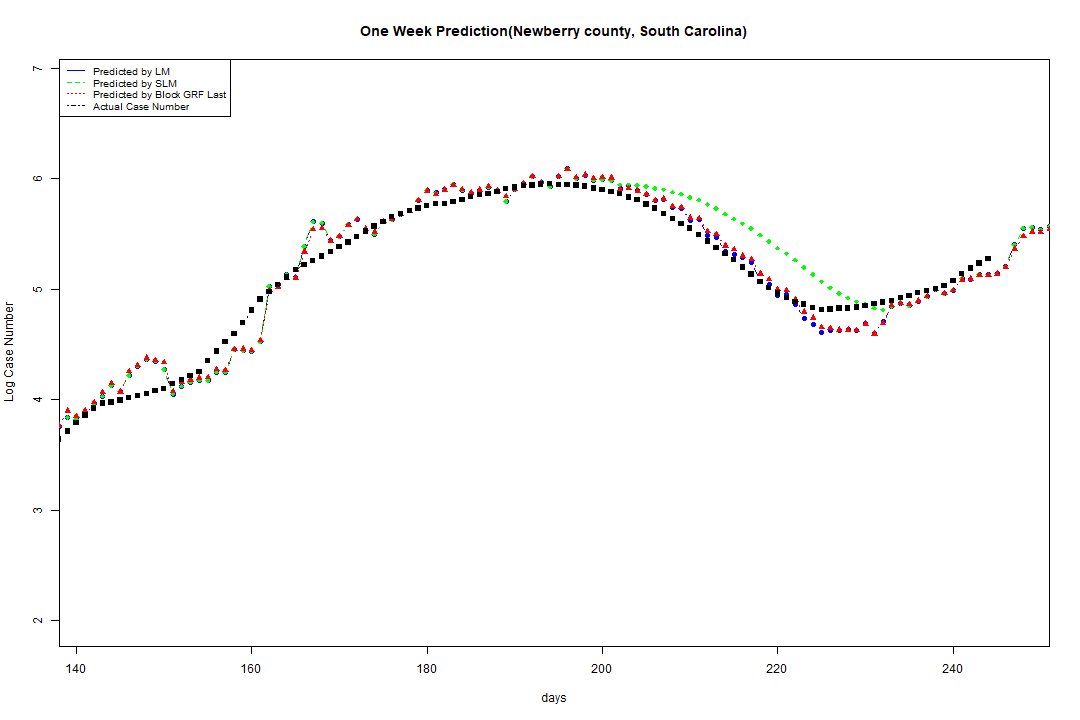 One Week Prediction(Newberry county, South Carolina)
Predicted by LM
Predicted by SLM
Predicted by Block GRF Last
Actual Case Number
Log Case Number
7
6
5
4
3
2
140 160 180 200 220 240
days